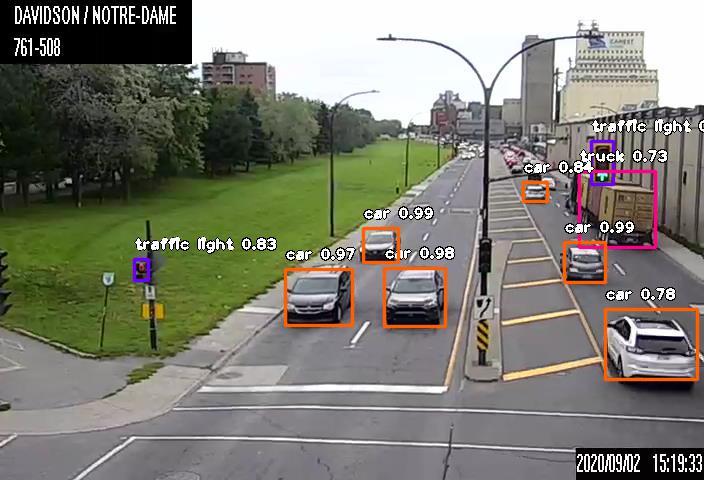 DAVIDSON / NOTRE-DAME
761-508
CANEST
traffic light 0
truck 0.73
car 0.84
car 0.99
car 0.99
traffic light 0.83
car 0.97
car 0.98
car 0.78
2020/09/02 15:19:33